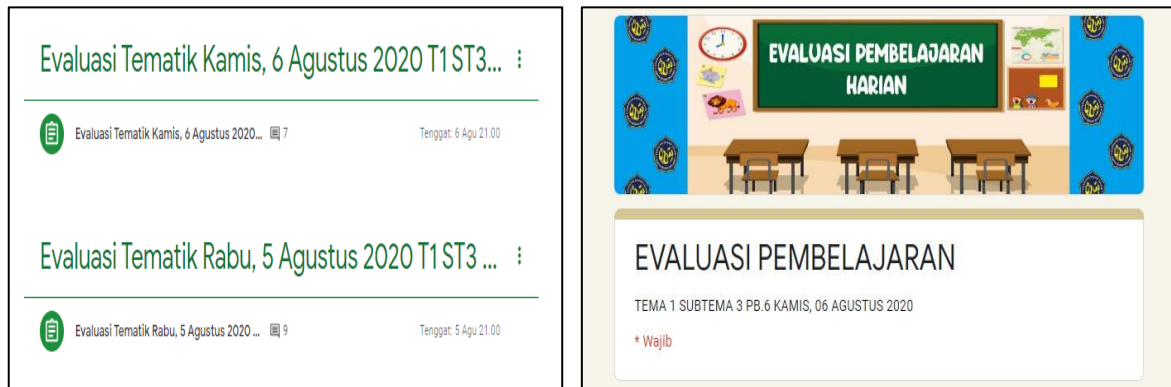 Evaluasi Tematik Kamis, 6 Agustus 2020 T1 ST3...
Evaluasi Tematik Kamis, 6 Agustus 2020... 7 Tenggat: 6 Agu 21.00
Evaluasi Tematik Rabu, 5 Agustus 2020 T1 ST3 ...
Evaluasi Tematik Rabu, 5 Agustus 2020 ... 9 Tenggat: 5 Agu 21.00
EVALUASI PEMBELAJARAN
HARIAN
EVALUASI PEMBELAJARAN
TEMA 1 SUBTEMA 3 PB.6 KAMIS, 06 AGUSTUS 2020
* Wajib